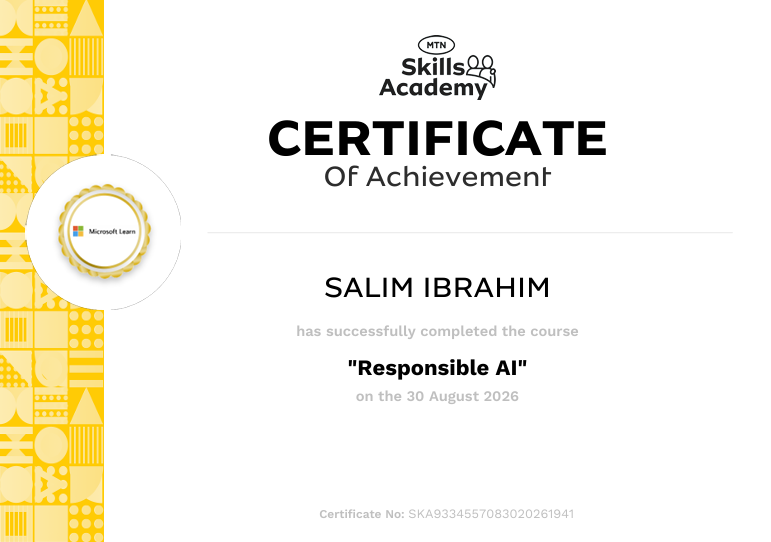 MTN
Skills
Academy
CERTIFICATE
Of Achievement
Microsoft Learn
SALIM IBRAHIM
has successfully completed the course
"Responsible AI"
on the 30 August 2026
Certificate No: SKA9334557083020261941